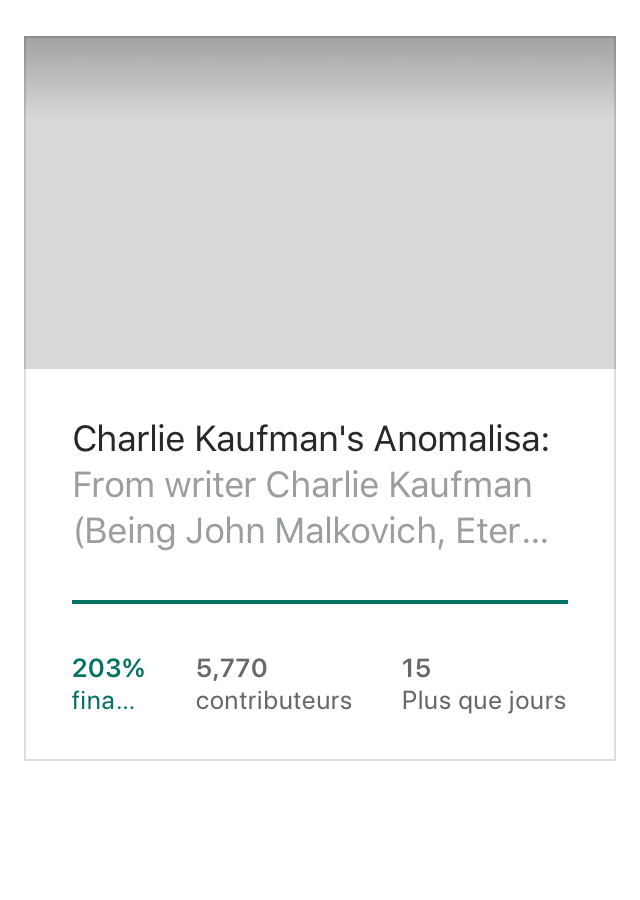 Charlie Kaufman's Anomalisa:
From writer Charlie Kaufman
(Being John Malkovich, Eter...
203% 5,770 15
fina... contributeurs Plus que jours